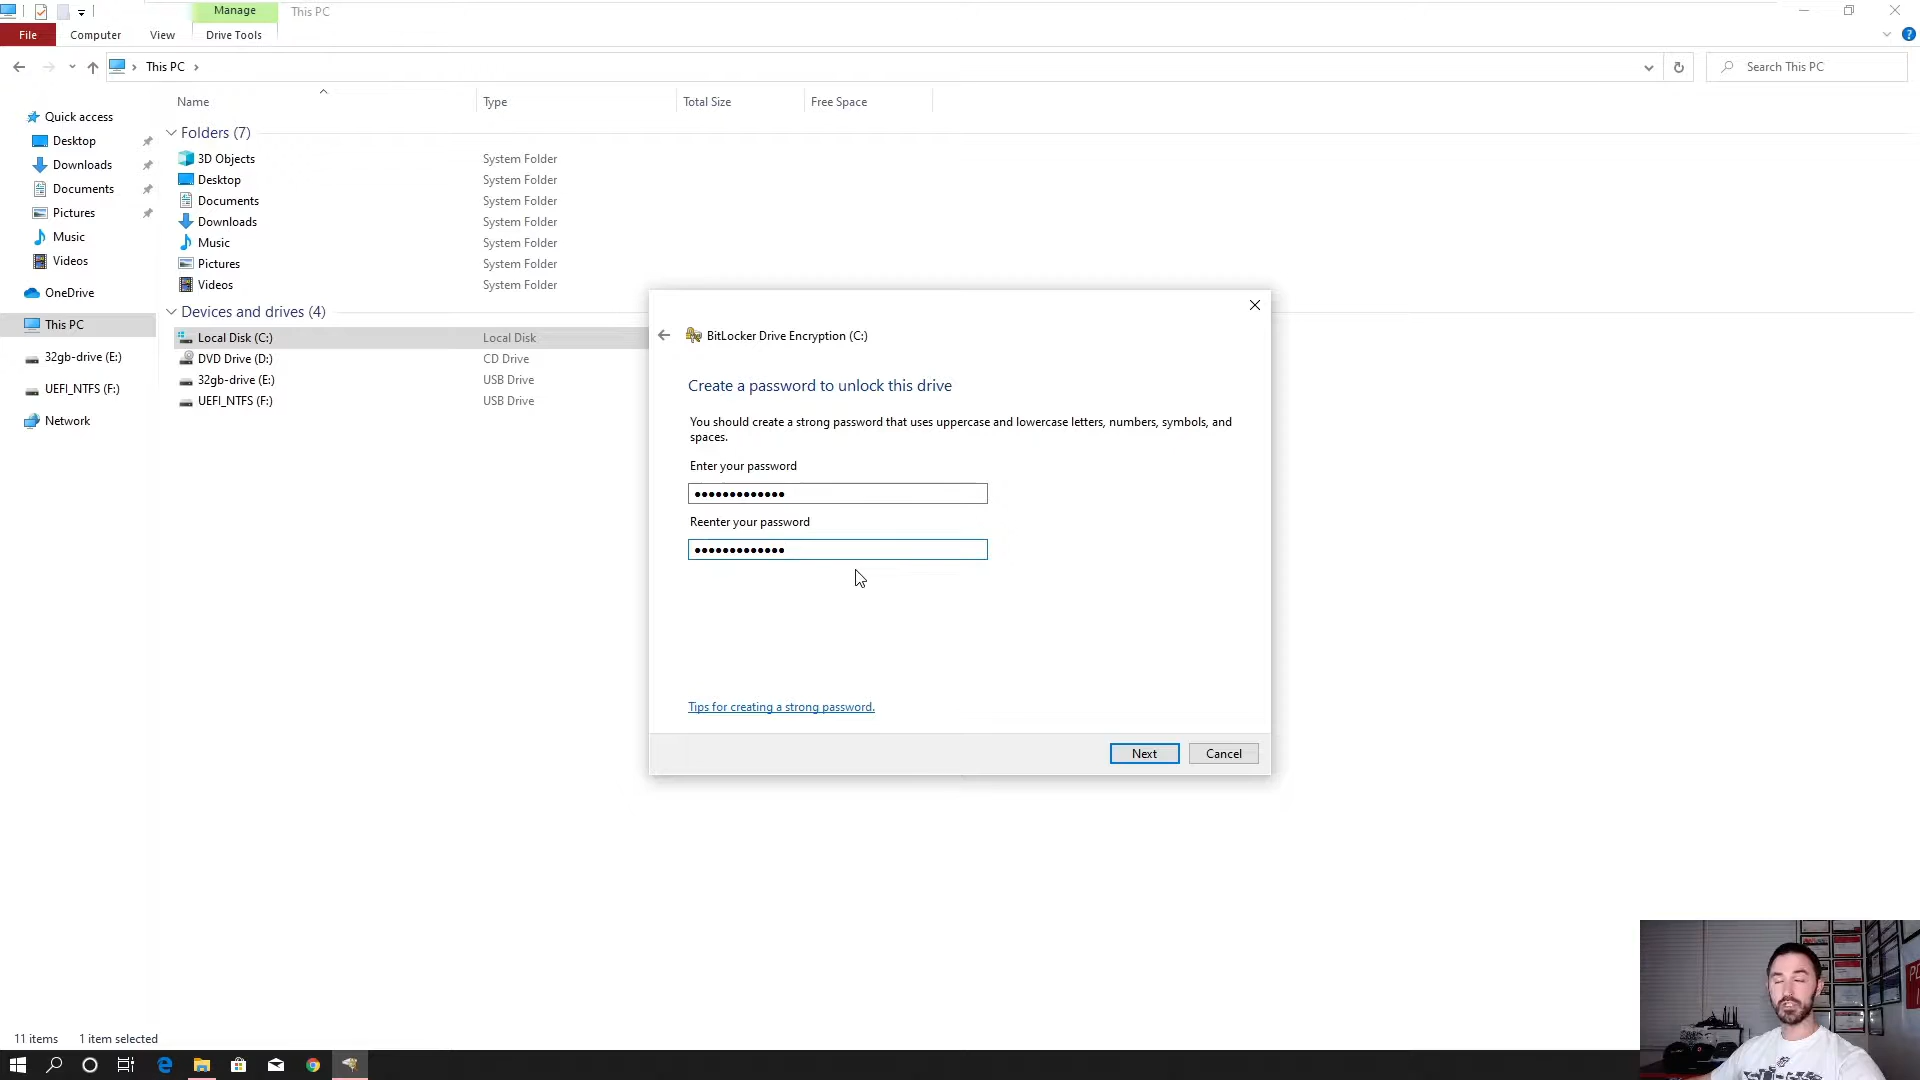 Manage
This PC
File
Computer
View
Drive Tools
This PC
Search This PC
Name
Type
Total Size
Free Space
Quick access
Desktop
Downloads
Documents
Pictures
Music
Videos
OneDrive
This PC
32gb-drive (E:)
UEFI_NTFS (F:)
Network
Folders (7)
3D Objects System Folder
Desktop System Folder
Documents System Folder
Downloads System Folder
Music System Folder
Pictures System Folder
Videos System Folder
Devices and drives (4)
Local Disk (C:) Local Disk
DVD Drive (D:) CD Drive
32gb-drive (E:) USB Drive
UEFI_NTFS (F:) USB Drive
BitLocker Drive Encryption (C:)
Create a password to unlock this drive
You should create a strong password that uses uppercase and lowercase letters, numbers, symbols, and
spaces.
Enter your password
●●●●●●●●●●●●●
Reenter your password
●●●●●●●●●●●●●
Tips for creating a strong password.
Next
Cancel
11 items
1 item selected